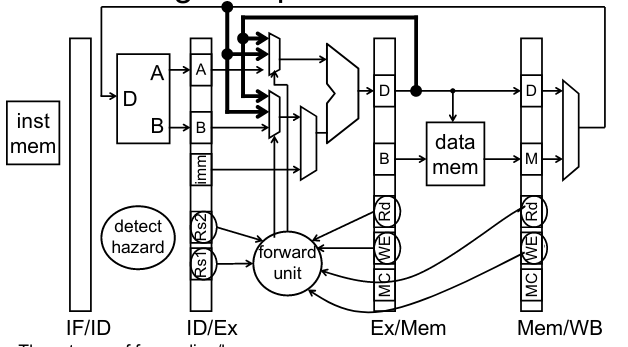 A
D
B
inst
mem
A
B
imm
Rs2
Rs1
detect
hazard
forward
unit
D
B
Rd
WE
MC
data
mem
D
M
Rd
WE
MC
IF/ID
ID/Ex
Ex/Mem
Mem/WB